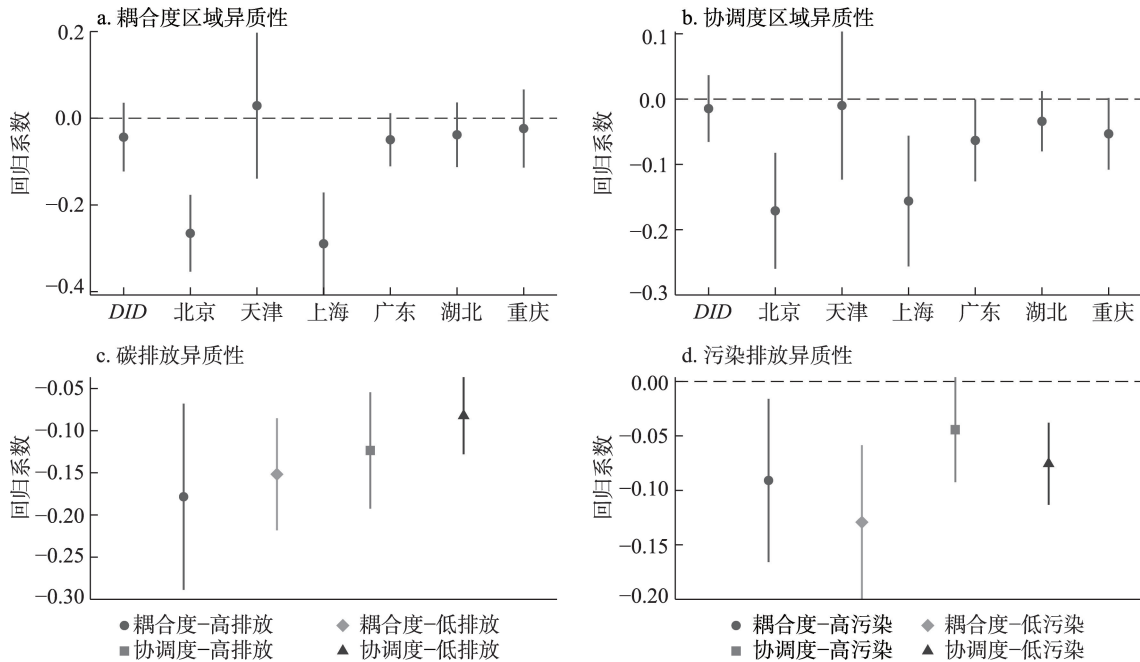 a. 耦合度区域异质性
0.2
0.0
−0.2
−0.4
回归系数
DID 北京 天津 上海 广东 湖北 重庆
b. 协调度区域异质性
0.1
0.0
−0.1
−0.2
−0.3
回归系数
DID 北京 天津 上海 广东 湖北 重庆
c. 碳排放异质性
−0.05
−0.10
−0.15
−0.20
−0.25
−0.30
回归系数
耦合度−高排放 耦合度−低排放
协调度−高排放 协调度−低排放
d. 污染排放异质性
0.00
−0.05
−0.10
−0.15
−0.20
回归系数
耦合度−高污染 耦合度−低污染
协调度−高污染 协调度−低污染